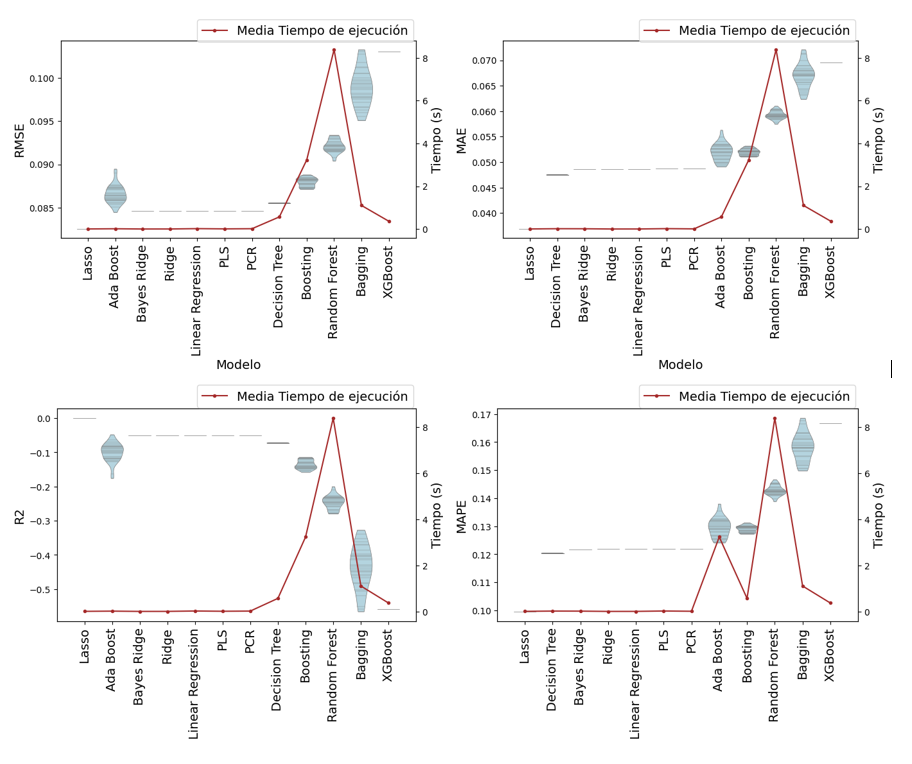 Media Tiempo de ejecución
RMSE
0.100
0.095
0.090
0.085
8
6
4
2
0
Tiempo (s)
Lasso
Ada Boost
Bayes Ridge
Ridge
Linear Regression
PLS
PCR
Decision Tree
Boosting
Random Forest
Bagging
XGBoost
Modelo
Media Tiempo de ejecución
MAE
0.070
0.065
0.060
0.055
0.050
0.045
0.040
8
6
4
2
0
Tiempo (s)
Lasso
Decision Tree
Bayes Ridge
Ridge
Linear Regression
PLS
PCR
Ada Boost
Boosting
Random Forest
Bagging
XGBoost
Modelo
Media Tiempo de ejecución
R2
0.0
−0.1
−0.2
−0.3
−0.4
−0.5
8
6
4
2
0
Tiempo (s)
Lasso
Ada Boost
Bayes Ridge
Ridge
Linear Regression
PLS
PCR
Decision Tree
Boosting
Random Forest
Bagging
XGBoost
Media Tiempo de ejecución
MAPE
0.17
0.16
0.15
0.14
0.13
0.12
0.11
0.10
8
6
4
2
0
Tiempo (s)
Lasso
Decision Tree
Bayes Ridge
Ridge
Linear Regression
PLS
PCR
Ada Boost
Boosting
Random Forest
Bagging
XGBoost